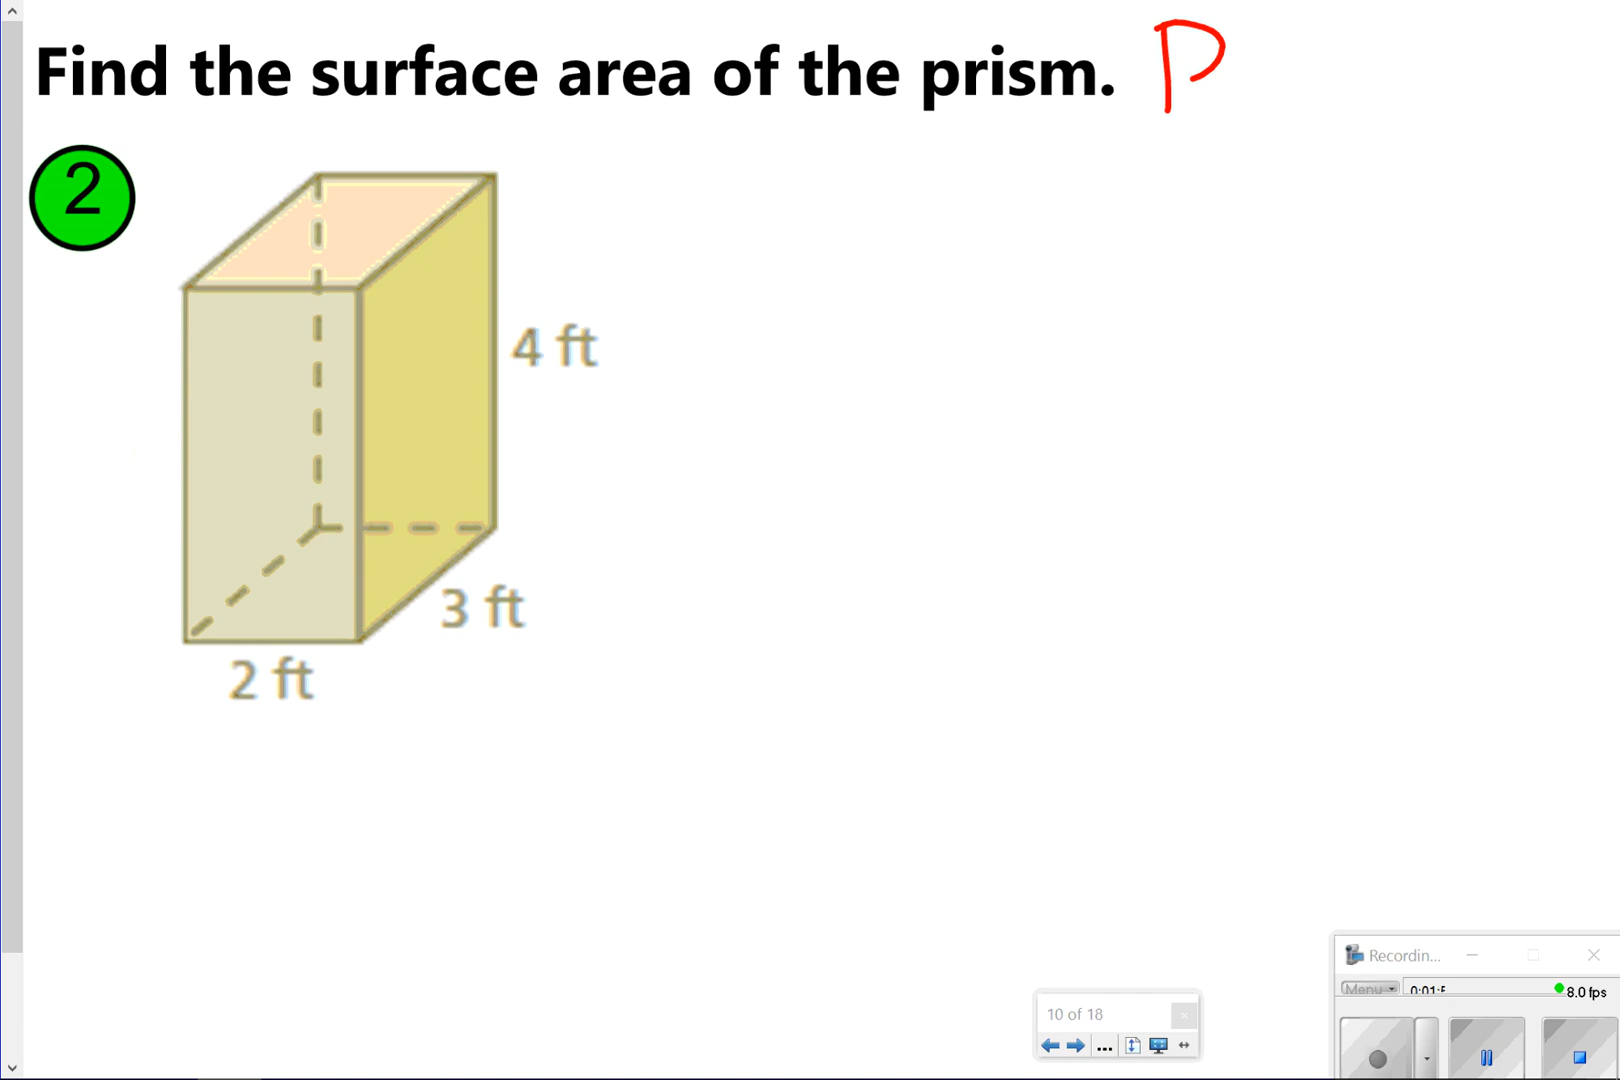 Find the surface area of the prism. P
2
4 ft
3 ft
2 ft
Recordin...
Menu
8.0 fps
10 of 18
...